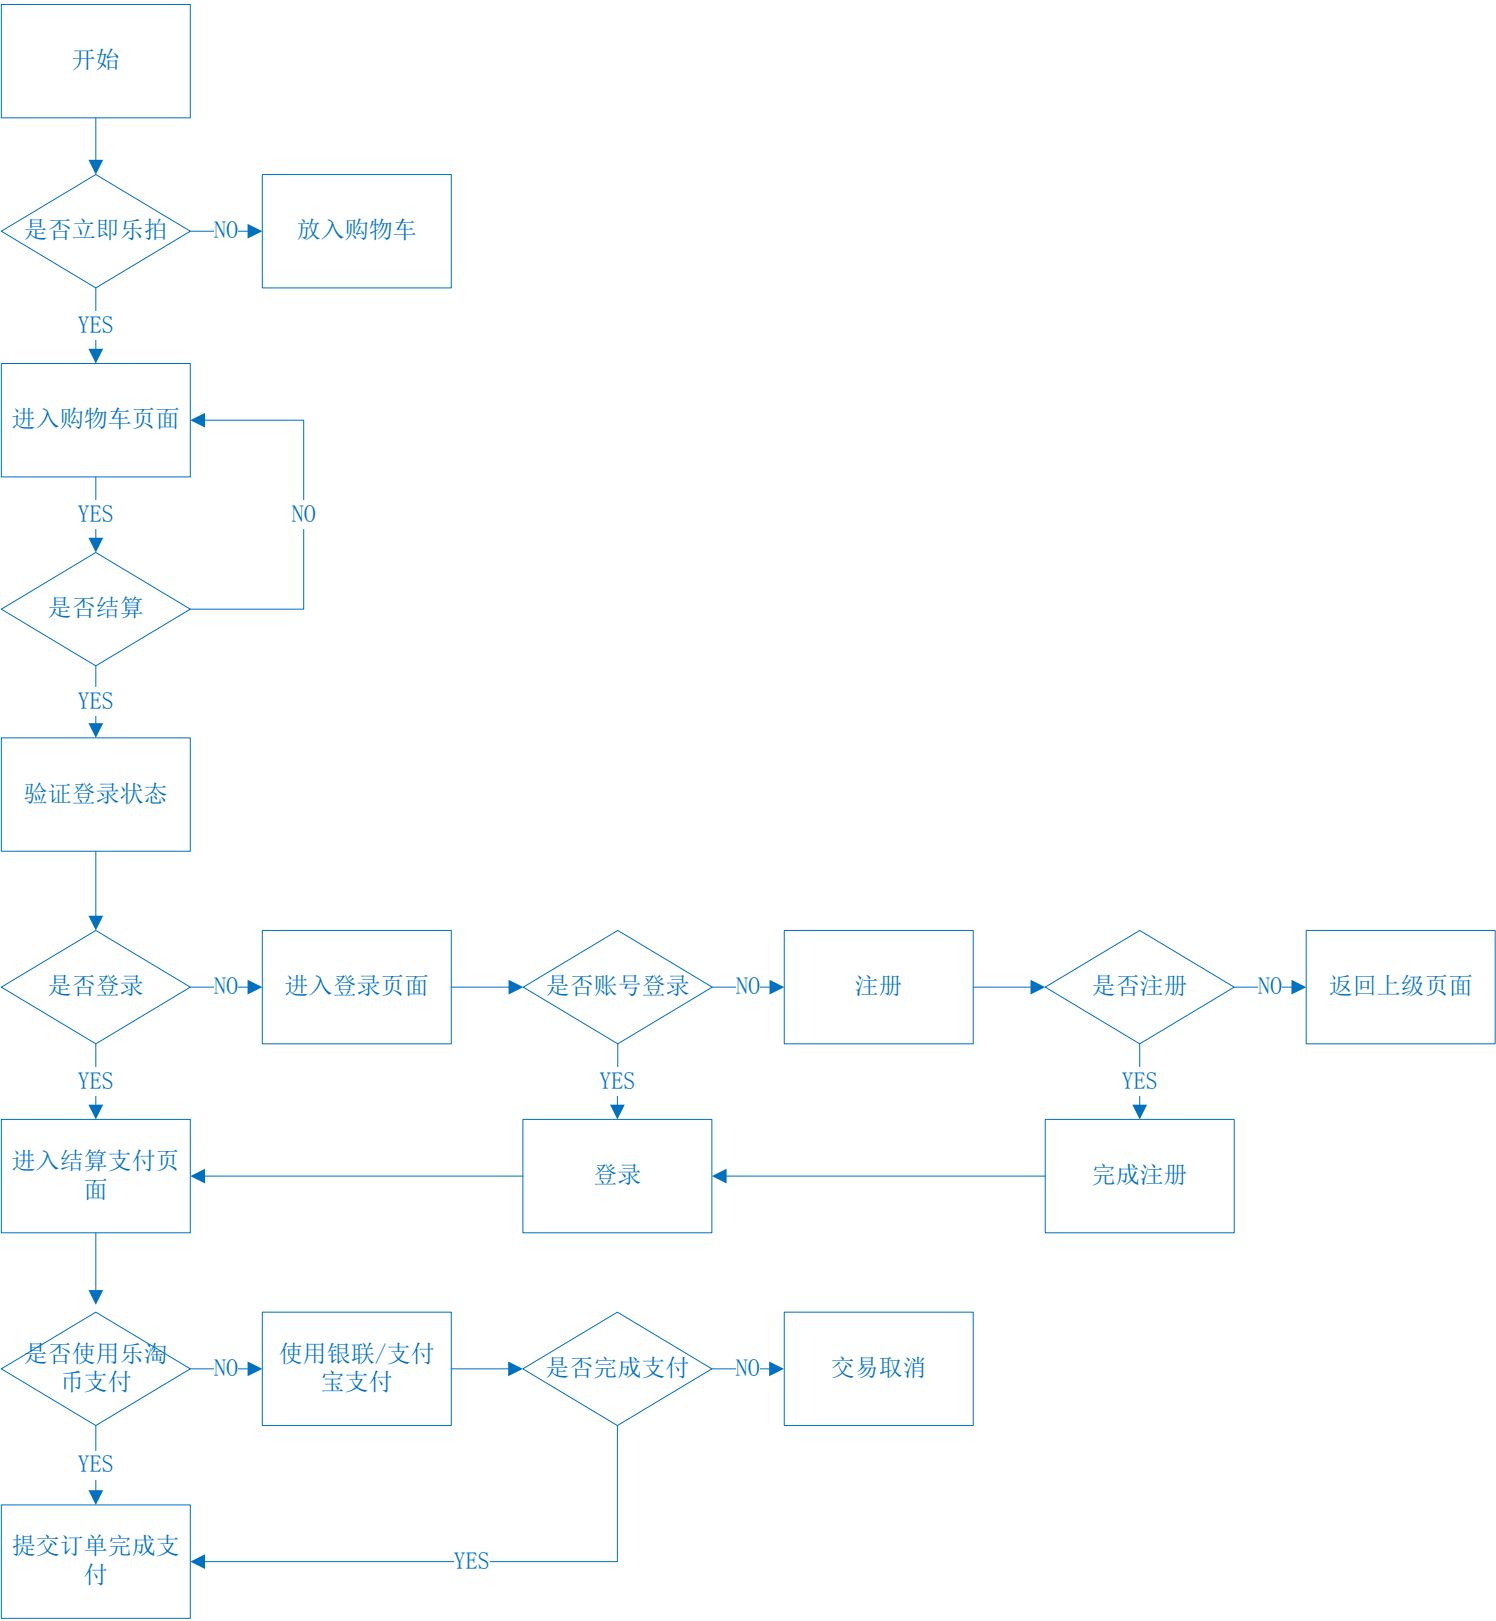 开始
是否立即乐拍
NO
放入购物车
YES
进入购物车页面
YES
NO
是否结算
YES
验证登录状态
是否登录
NO
进入登录页面
是否账号登录
NO
注册
是否注册
NO
返回上级页面
YES
YES
YES
进入结算支付页
面
登录
完成注册
是否使用乐淘
币支付
NO
使用银联/支付
宝支付
是否完成支付
NO
交易取消
YES
提交订单完成支
付
YES